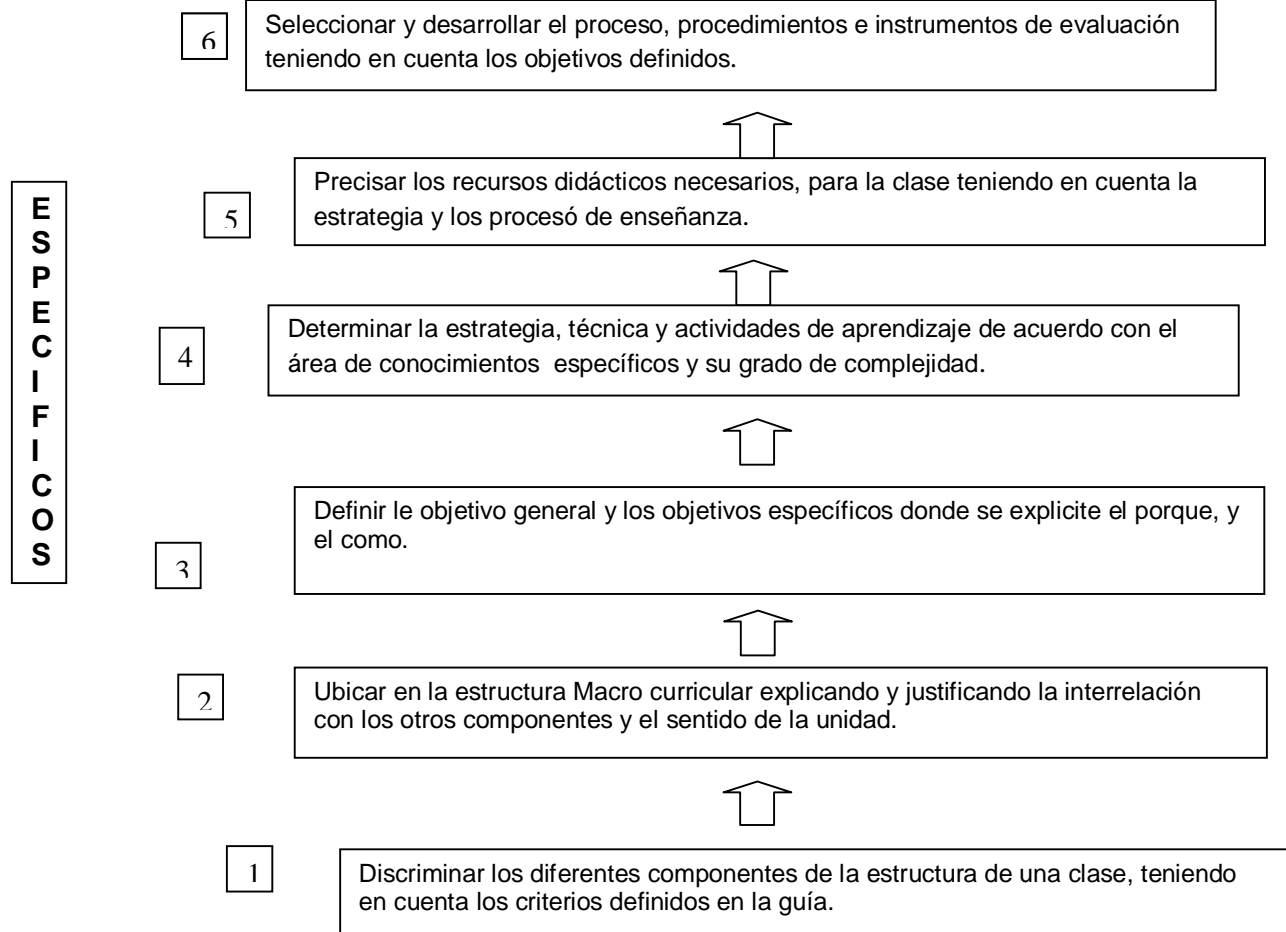 6
Seleccionar y desarrollar el proceso, procedimientos e instrumentos de evaluación
teniendo en cuenta los objetivos definidos.
E
S
P
E
C
I
F
I
C
O
S
5
Precisar los recursos didácticos necesarios, para la clase teniendo en cuenta la
estrategia y los procesó de enseñanza.
4
Determinar la estrategia, técnica y actividades de aprendizaje de acuerdo con el
área de conocimientos específicos y su grado de complejidad.
3
Definir le objetivo general y los objetivos específicos donde se explicite el porque, y
el como.
2
Ubicar en la estructura Macro curricular explicando y justificando la interrelación
con los otros componentes y el sentido de la unidad.
1
Discriminar los diferentes componentes de la estructura de una clase, teniendo
en cuenta los criterios definidos en la guía.